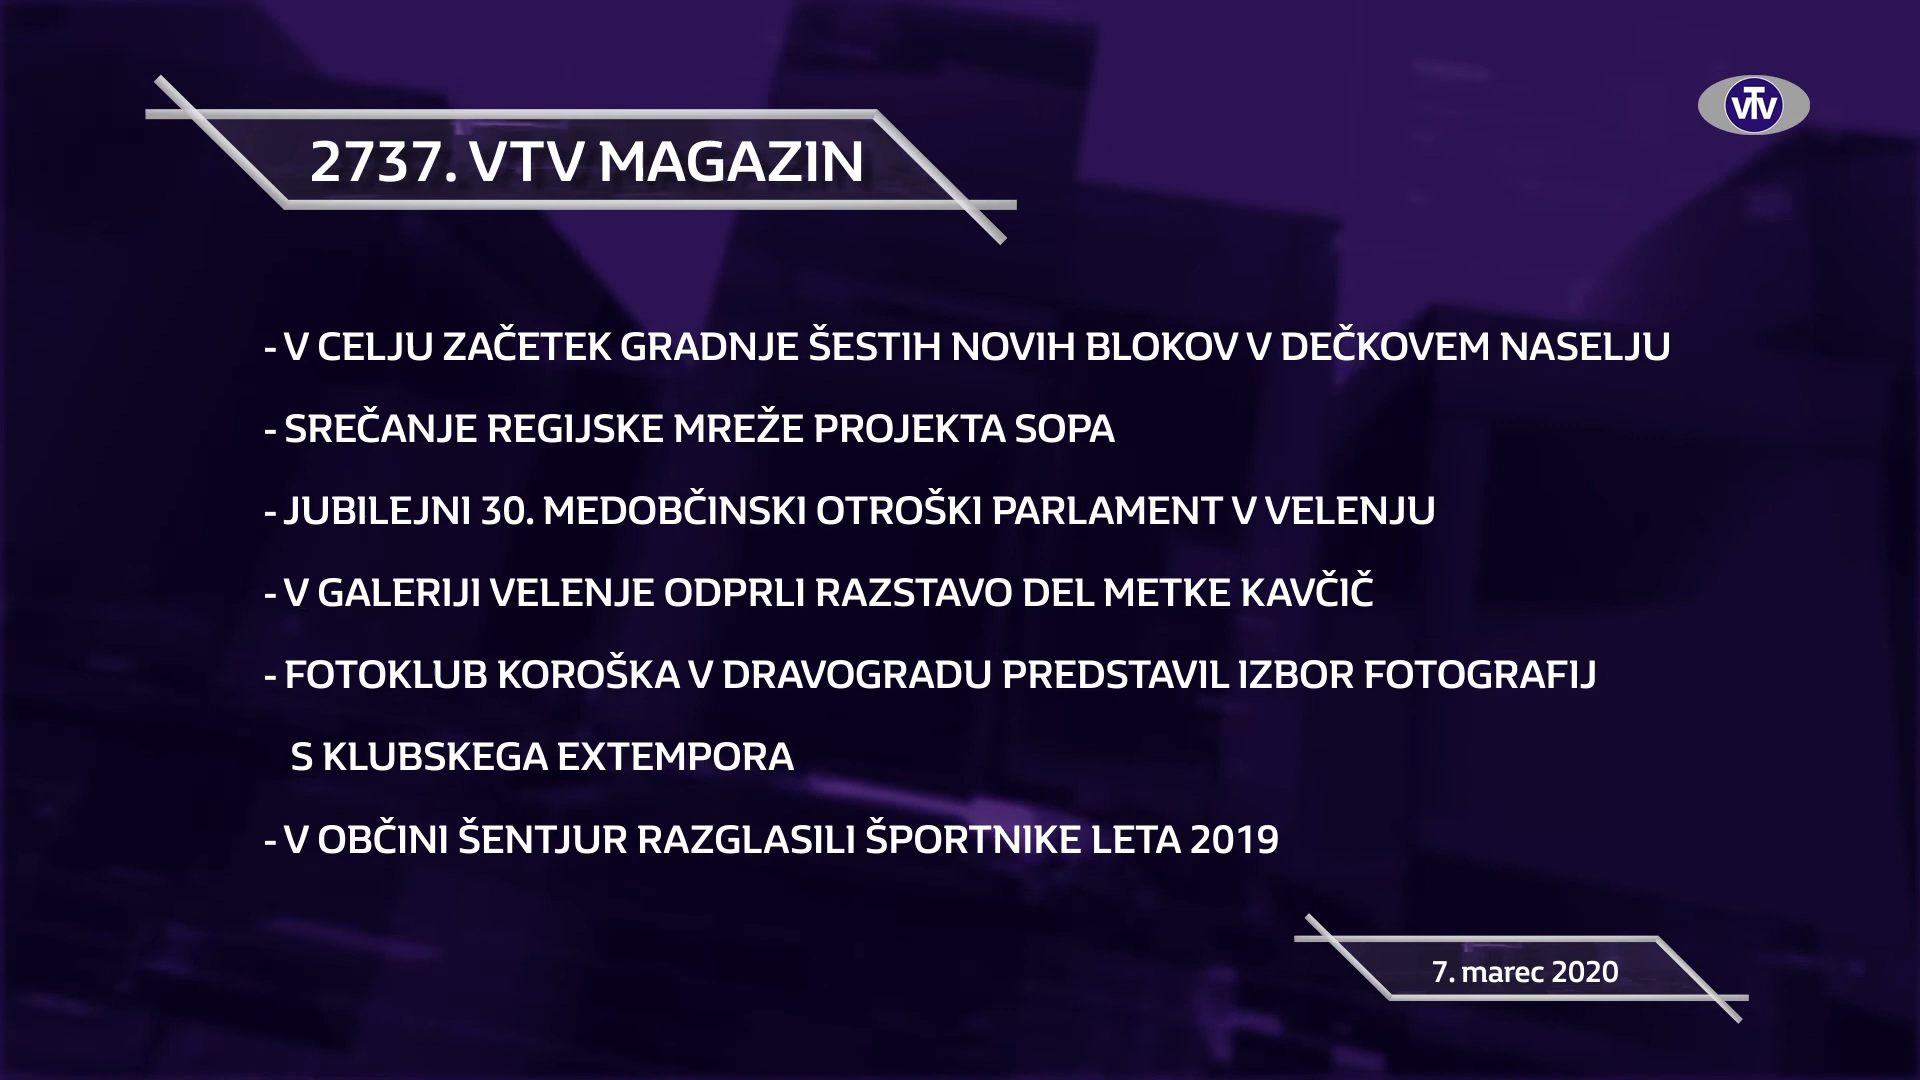 2737. VTV MAGAZIN
VTV
- V CELJU ZAČETEK GRADNJE ŠESTIH NOVIH BLOKOV V DEČKOVEM NASELJU
- SREČANJE REGIJSKE MREŽE PROJEKTA SOPA
- JUBILEJNI 30. MEDOBČINSKI OTROŠKI PARLAMENT V VELENJU
- V GALERIJI VELENJE ODPRLI RAZSTAVO DEL METKE KAVČIČ
- FOTOKLUB KOROŠKA V DRAVOGRADU PREDSTAVIL IZBOR FOTOGRAFIJ
S KLUBSKEGA EXTEMPORA
- V OBČINI ŠENTJUR RAZGLASILI ŠPORTNIKE LETA 2019
7. marec 2020